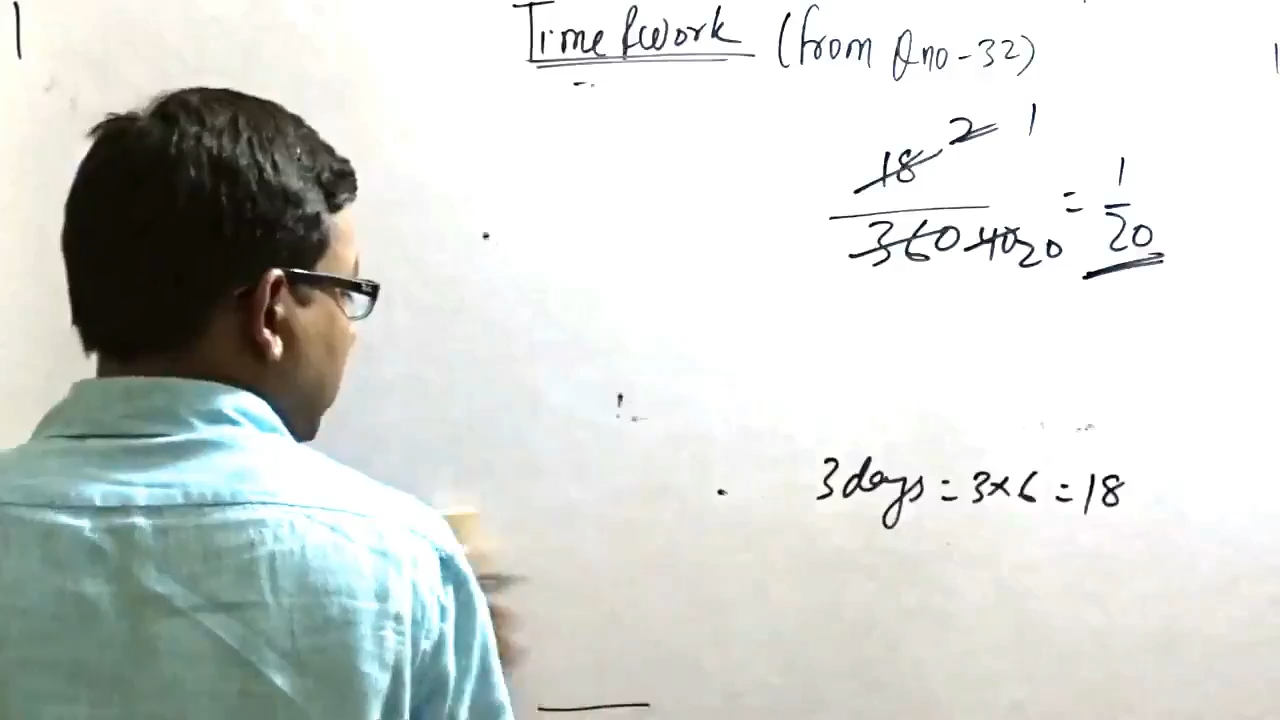 Time & Work (from Qno-32)
18 2 1
360 40 20 = 1/20
3 days = 3×6 = 18